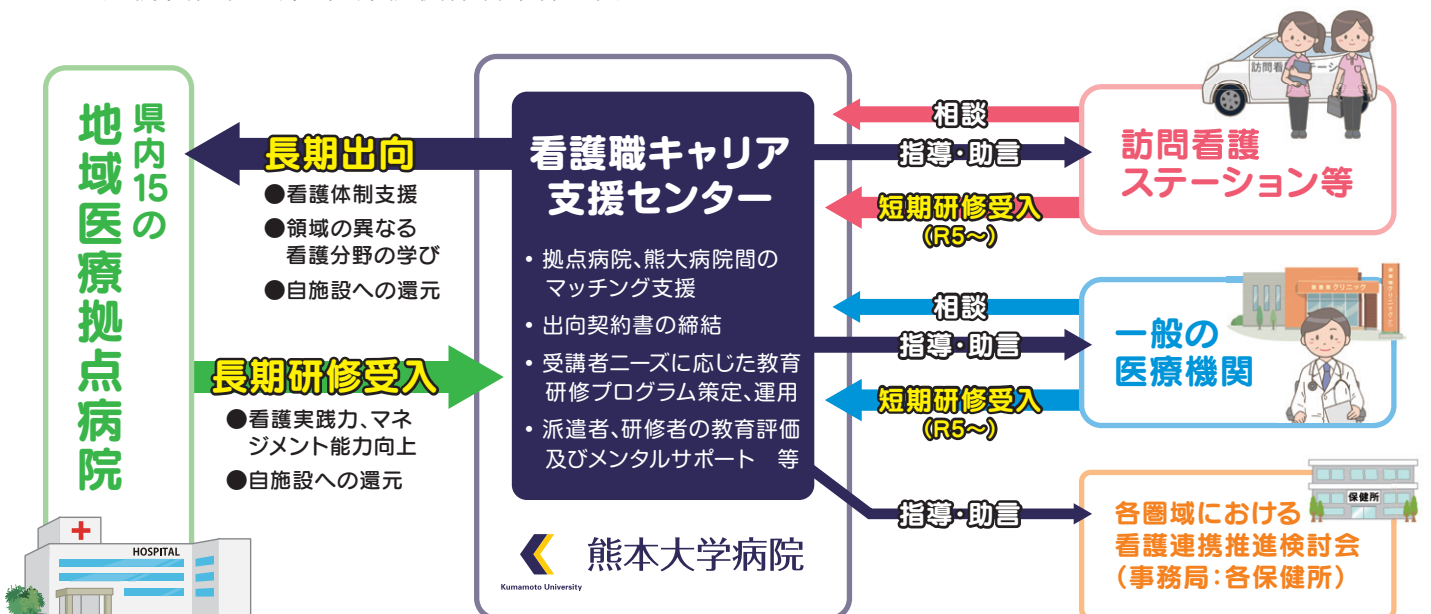 県内15の
地域医療拠点病院
HOSPITAL
長期出向
●看護体制支援
●領域の異なる
看護分野の学び
●自施設への還元
長期研修受入
●看護実践力、マネ
ジメント能力向上
●自施設への還元
看護職キャリア
支援センター
• 拠点病院、熊大病院間の
マッチング支援
• 出向契約書の締結
• 受講者ニーズに応じた教育
研修プログラム策定、運用
• 派遣者、研修者の教育評価
及びメンタルサポート 等
熊本大学病院
Kumamoto University
相談
指導・助言
短期研修受入
(R5～)
訪問看
訪問看護
ステーション等
相談
指導・助言
短期研修受入
(R5～)
クリニック
一般の
医療機関
指導・助言
保健所
各圏域における
看護連携推進検討会
（事務局：各保健所）